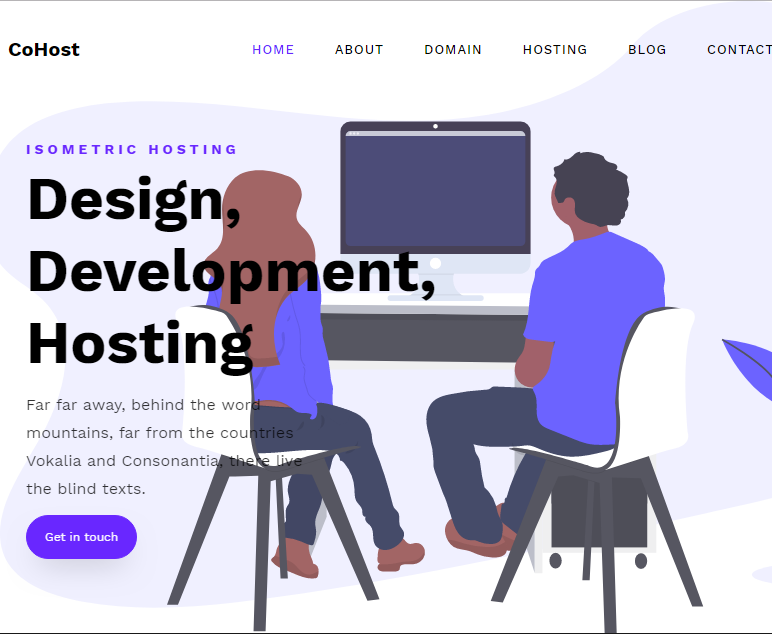 CoHost
HOME ABOUT DOMAIN HOSTING BLOG CONTACT
ISOMETRIC HOSTING
Design,
Development,
Hosting
Far far away, behind the word
mountains, far from the countries
Vokalia and Consonantia, there live
the blind texts.
Get in touch